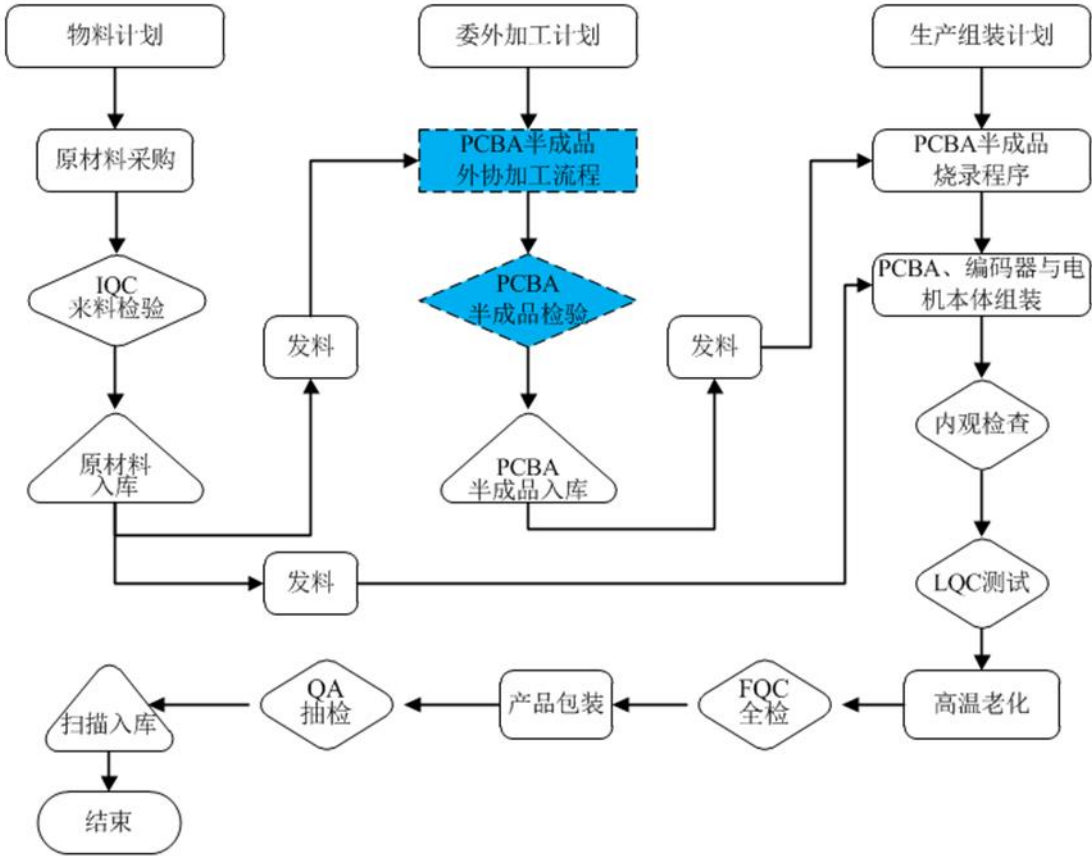 物料计划
委外加工计划
生产组装计划
原材料采购
PCBA半成品
外协加工流程
PCBA半成品
烧录程序
IQC
来料检验
PCBA
半成品检验
PCBA、编码器与电
机本体组装
发料
发料
内观检查
原材料
入库
PCBA
半成品入库
发料
LQC测试
扫描入库
QA
抽检
产品包装
FQC
全检
高温老化
结束